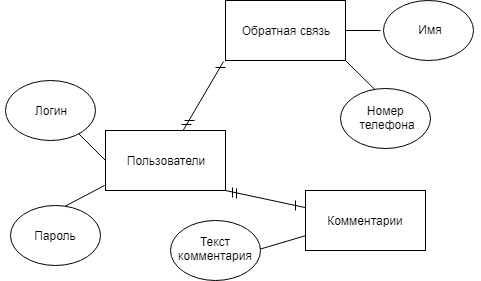 Обратная связь
Имя
Номер
телефона
Логин
Пользователи
Пароль
Текст
комментария
Комментарии